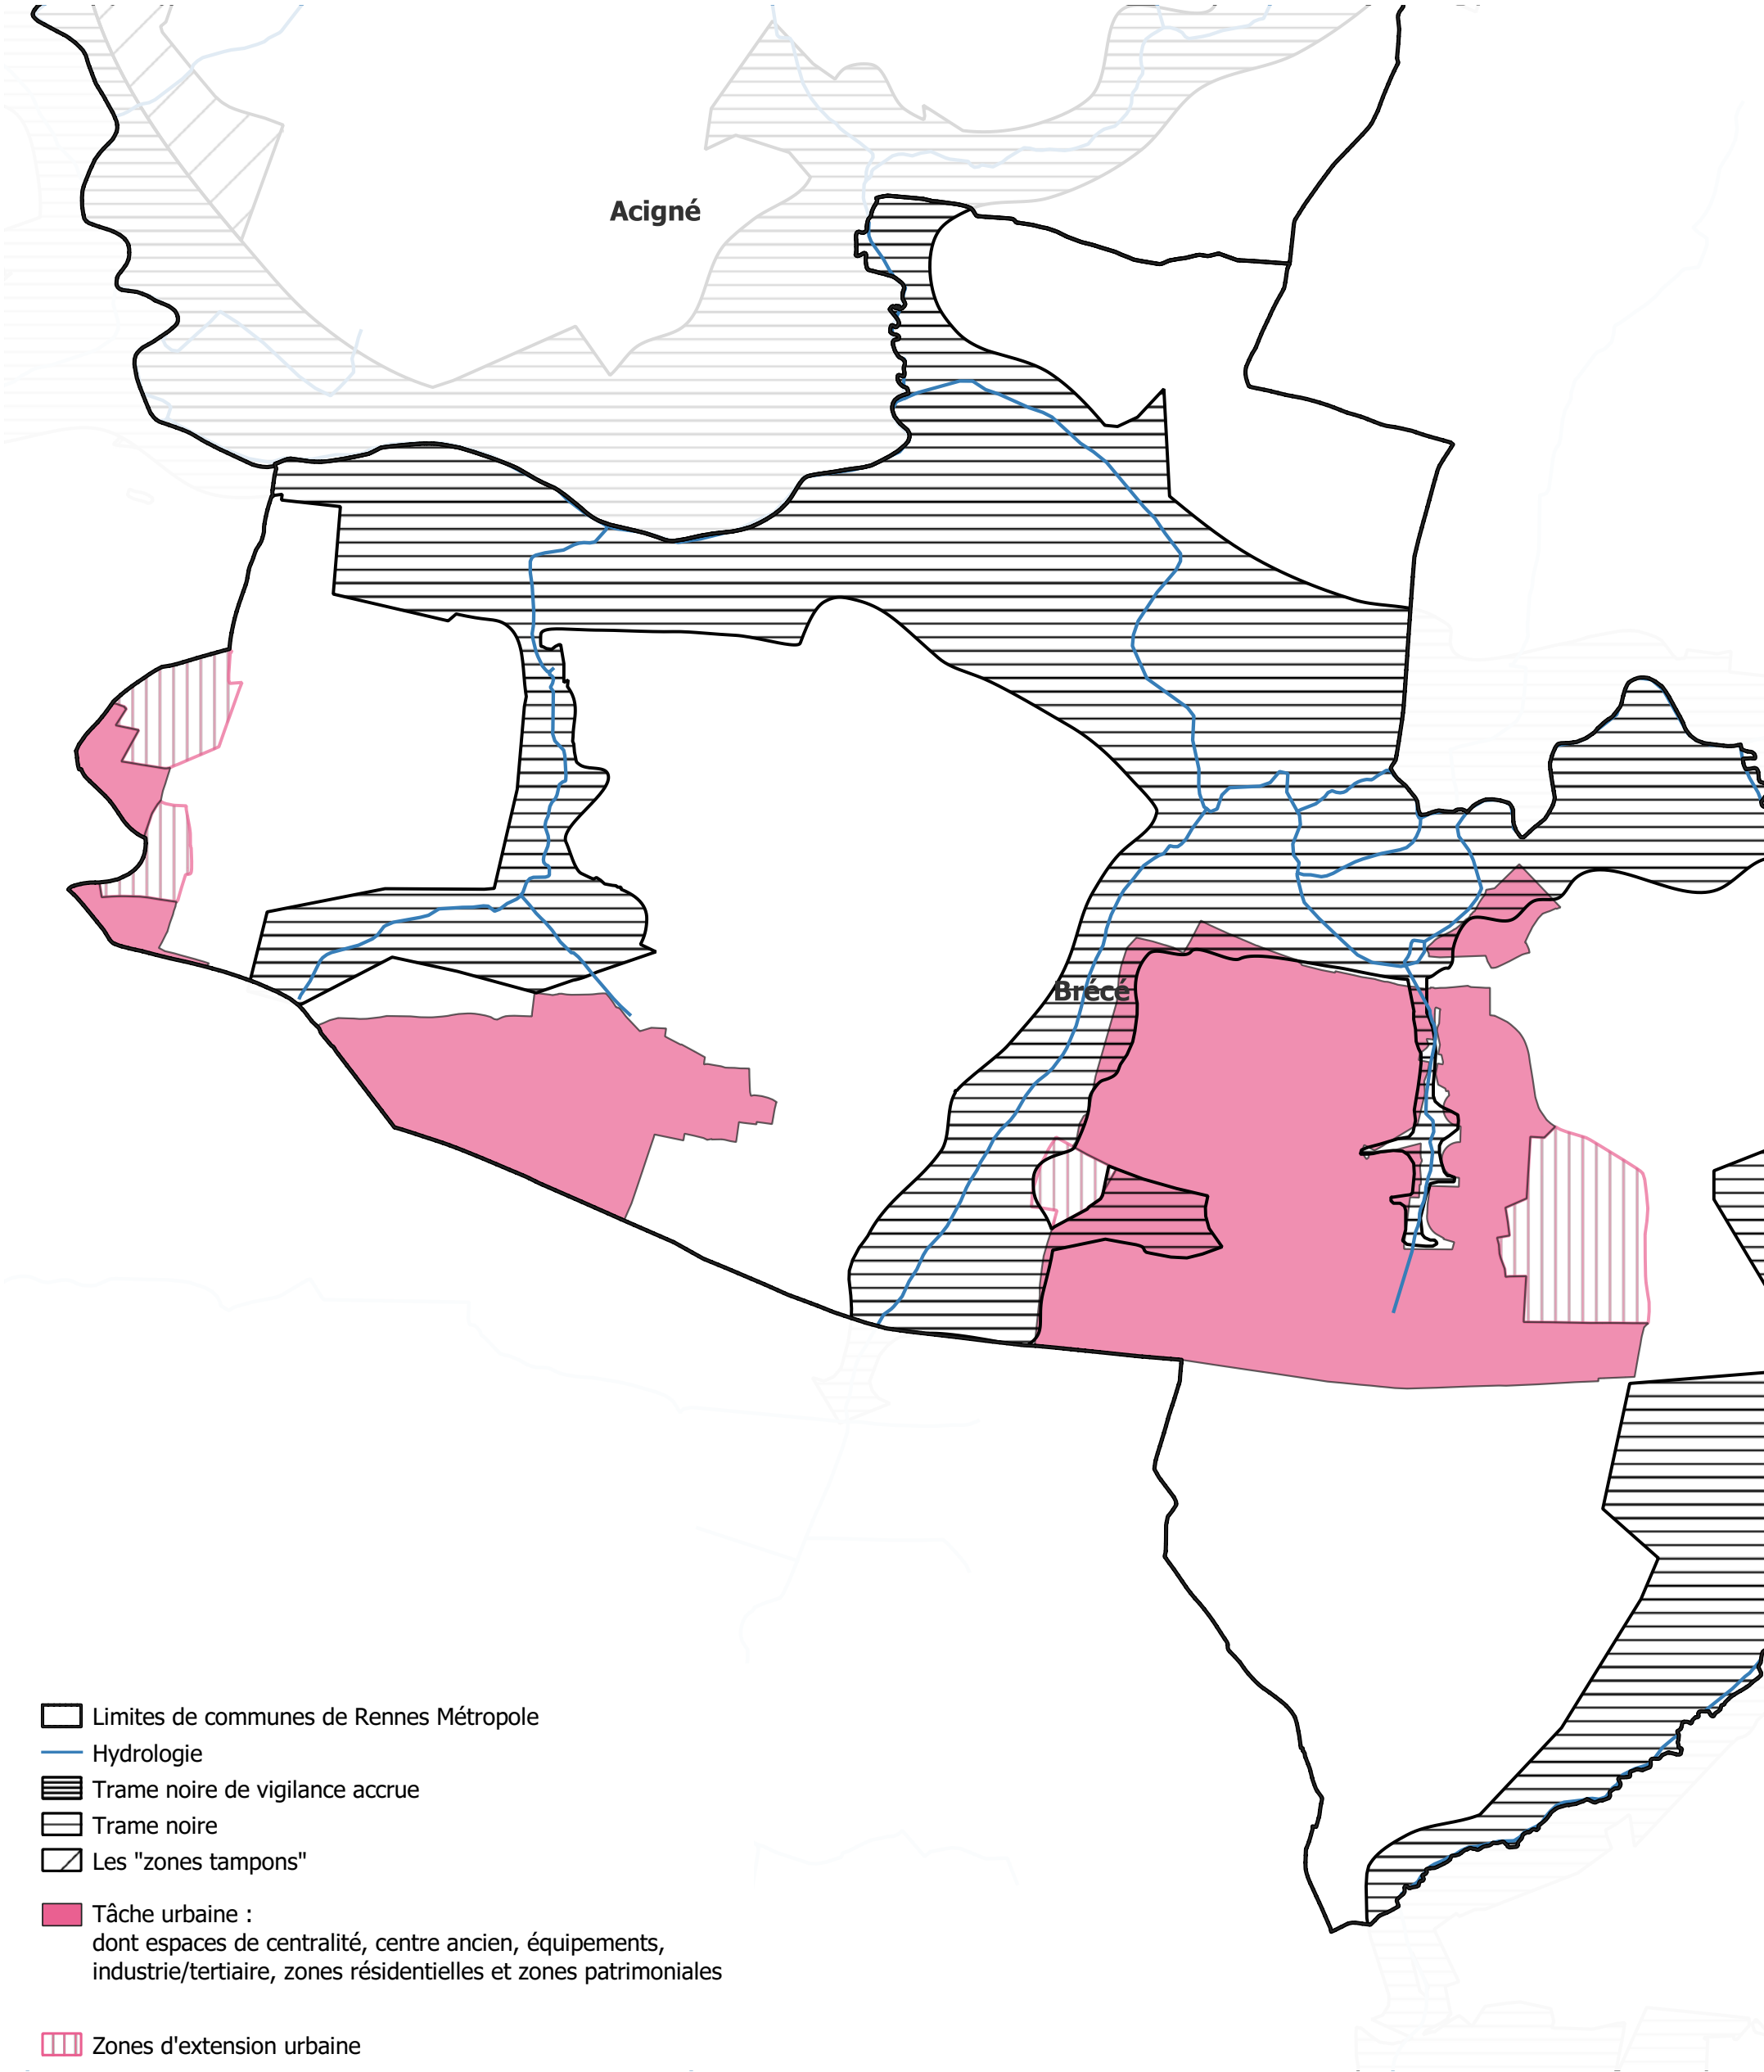 Acigné
Brécé
Limites de communes de Rennes Métropole
Hydrologie
Trame noire de vigilance accrue
Trame noire
Les "zones tampons"
Tâche urbaine :
dont espaces de centralité, centre ancien, équipements,
industrie/tertiaire, zones résidentielles et zones patrimoniales
Zones d'extension urbaine